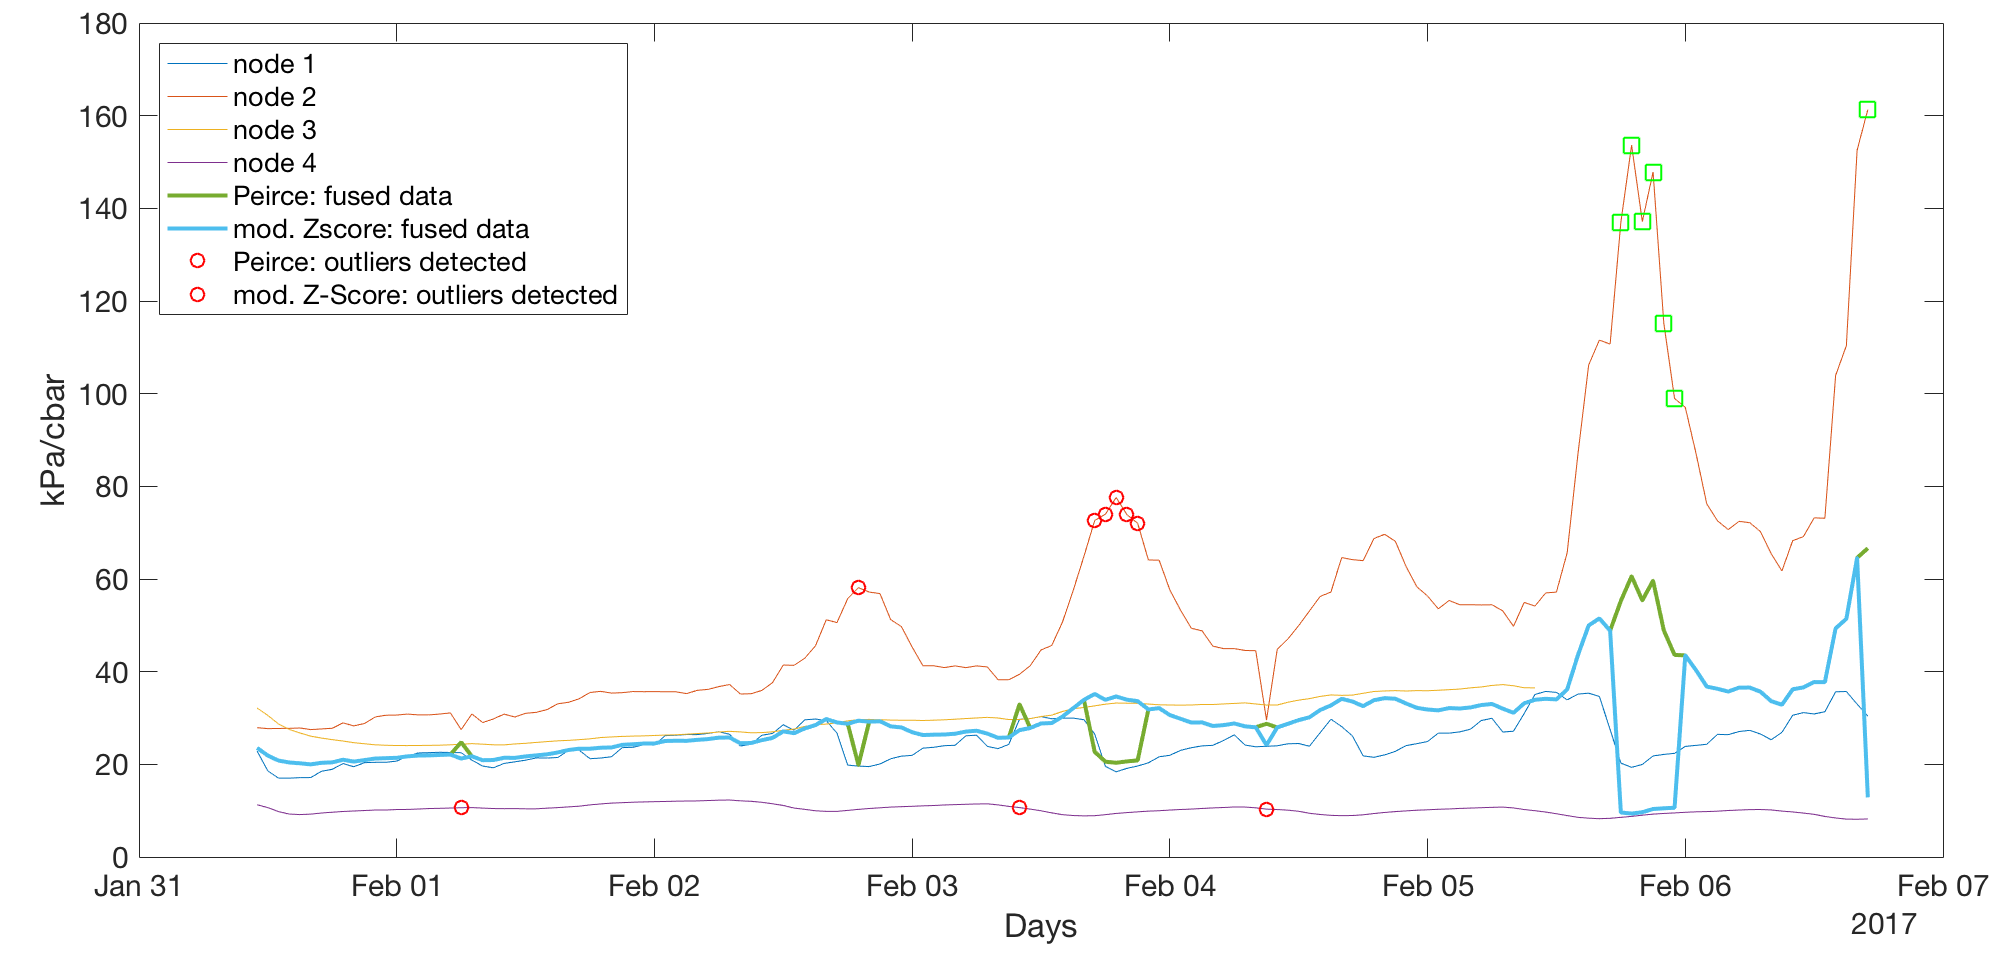 180
160
140
120
100
80
60
40
20
0
kPa/cbar
node 1
node 2
node 3
node 4
Peirce: fused data
mod. Zscore: fused data
Peirce: outliers detected
mod. Z-Score: outliers detected
Jan 31 Feb 01 Feb 02 Feb 03 Feb 04 Feb 05 Feb 06 Feb 07
Days
2017